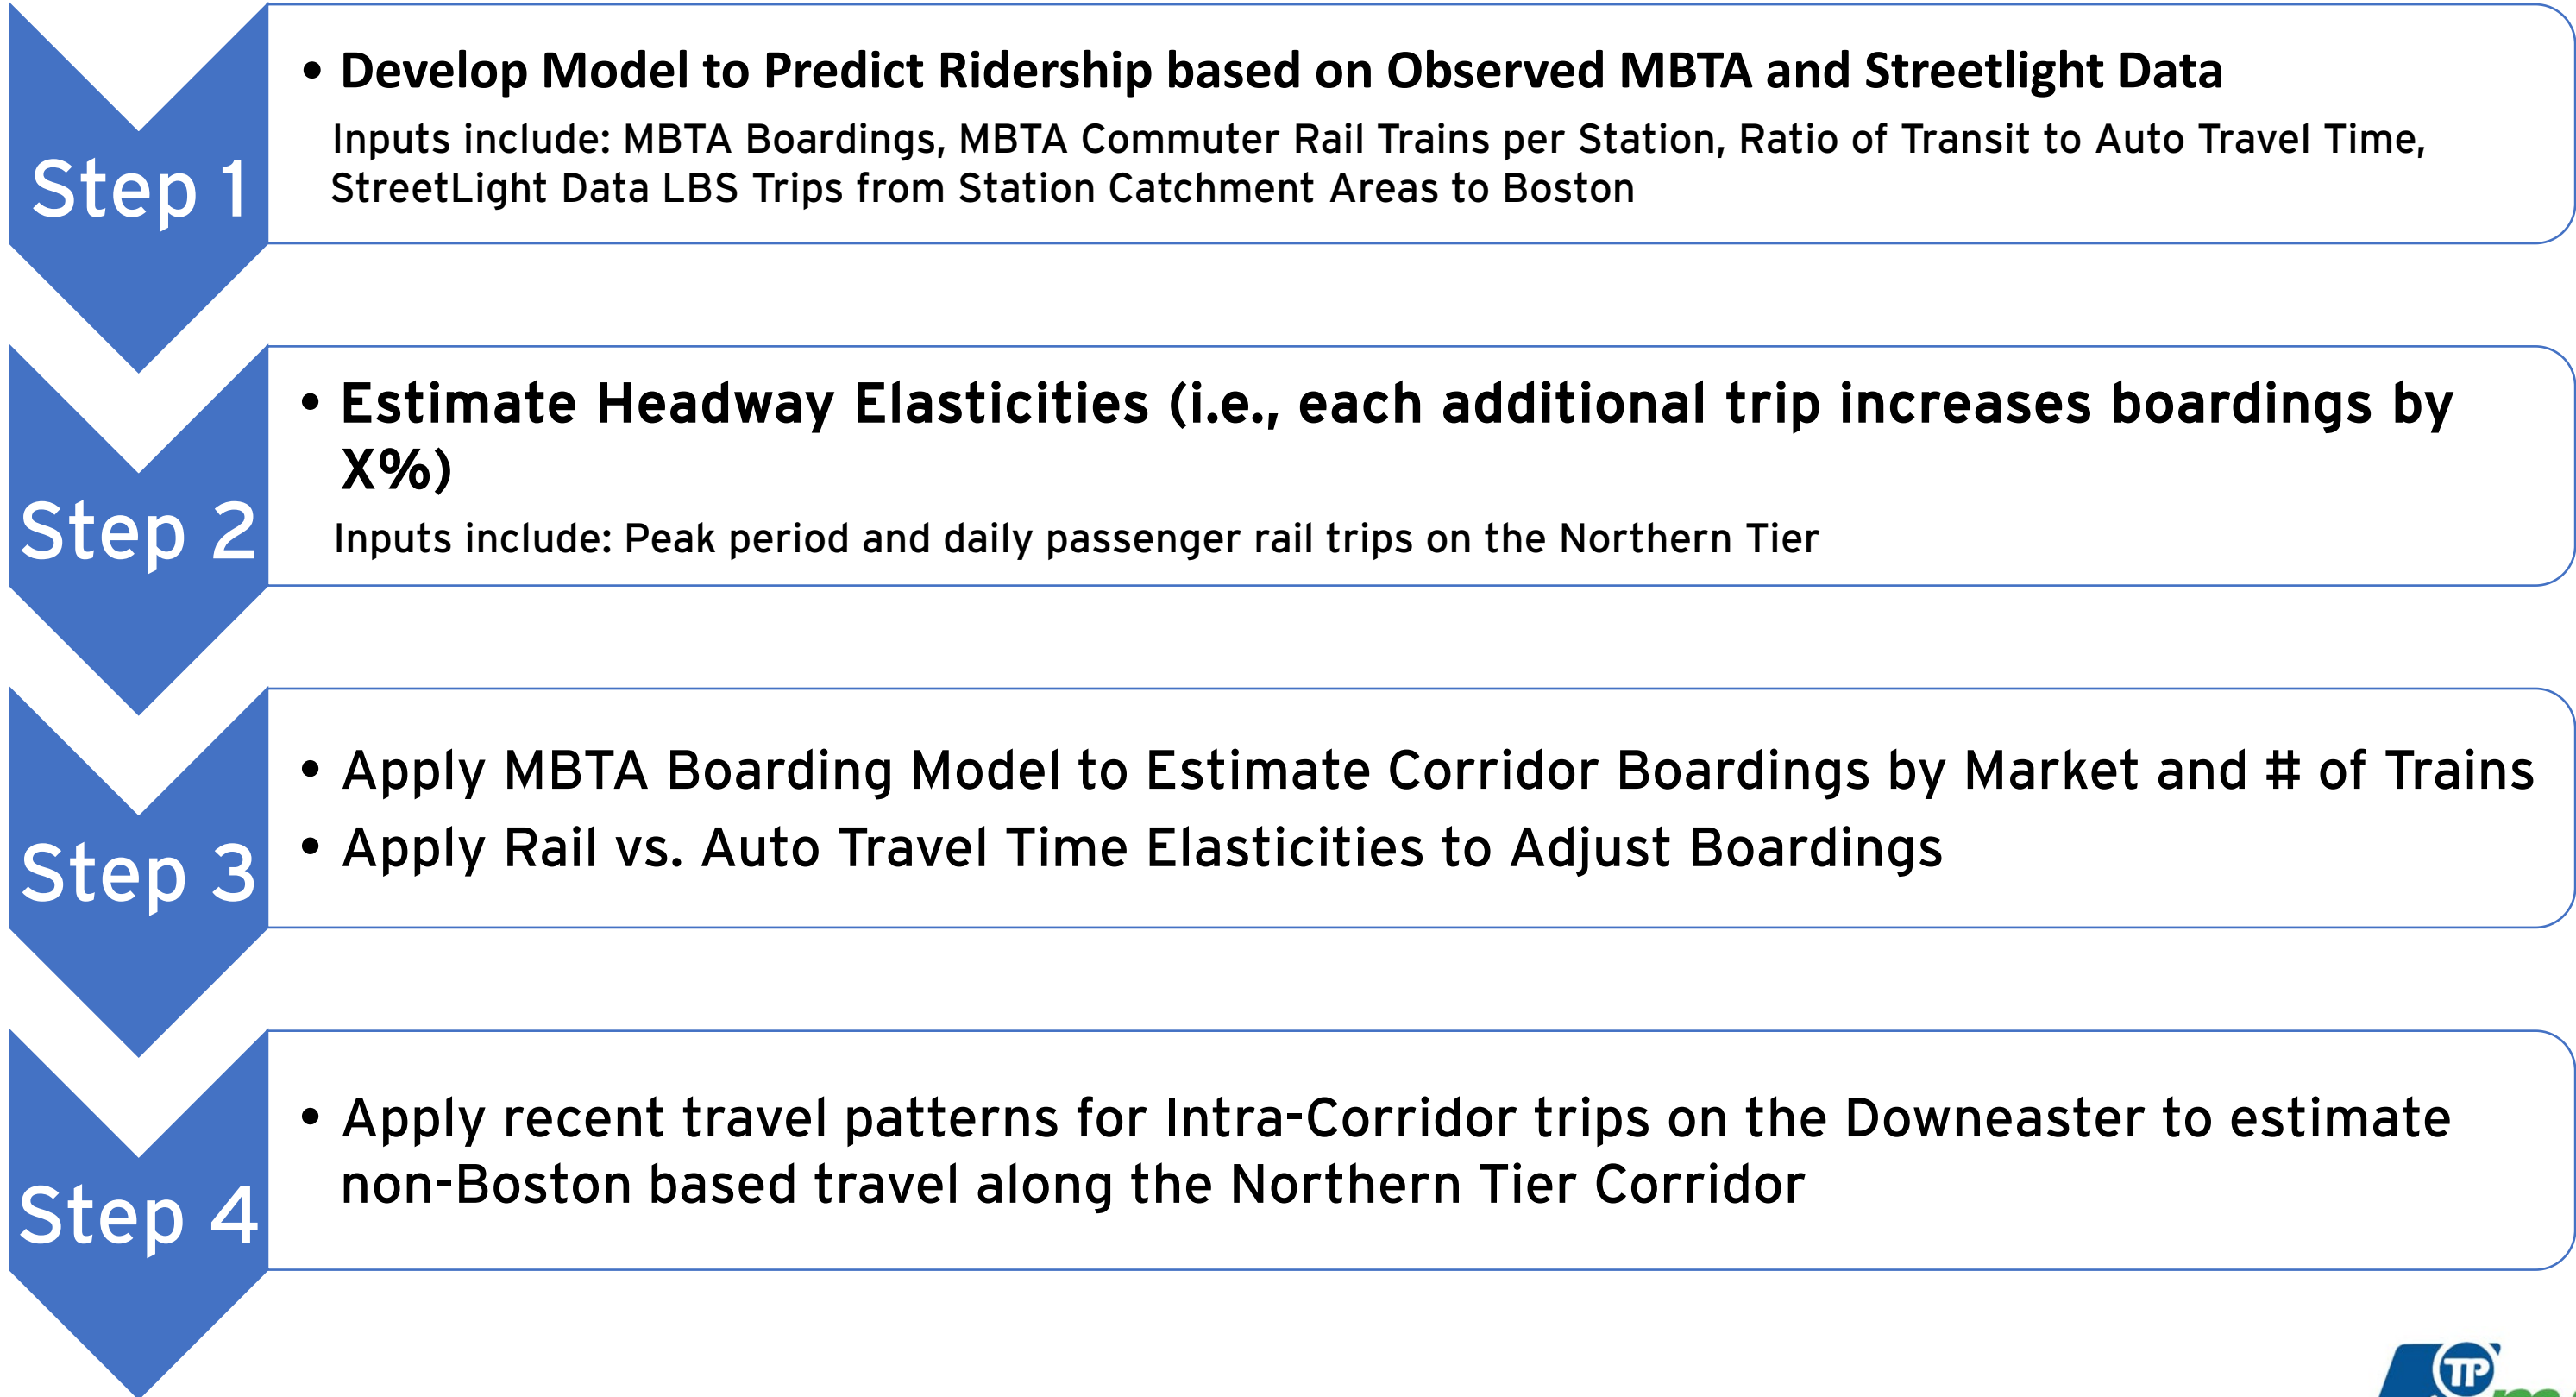 Step 1
• Develop Model to Predict Ridership based on Observed MBTA and Streetlight Data
Inputs include: MBTA Boardings, MBTA Commuter Rail Trains per Station, Ratio of Transit to Auto Travel Time,
StreetLight Data LBS Trips from Station Catchment Areas to Boston
Step 2
• Estimate Headway Elasticities (i.e., each additional trip increases boardings by
X%)
Inputs include: Peak period and daily passenger rail trips on the Northern Tier
Step 3
• Apply MBTA Boarding Model to Estimate Corridor Boardings by Market and # of Trains
• Apply Rail vs. Auto Travel Time Elasticities to Adjust Boardings
Step 4
• Apply recent travel patterns for Intra-Corridor trips on the Downeaster to estimate
non-Boston based travel along the Northern Tier Corridor
TP